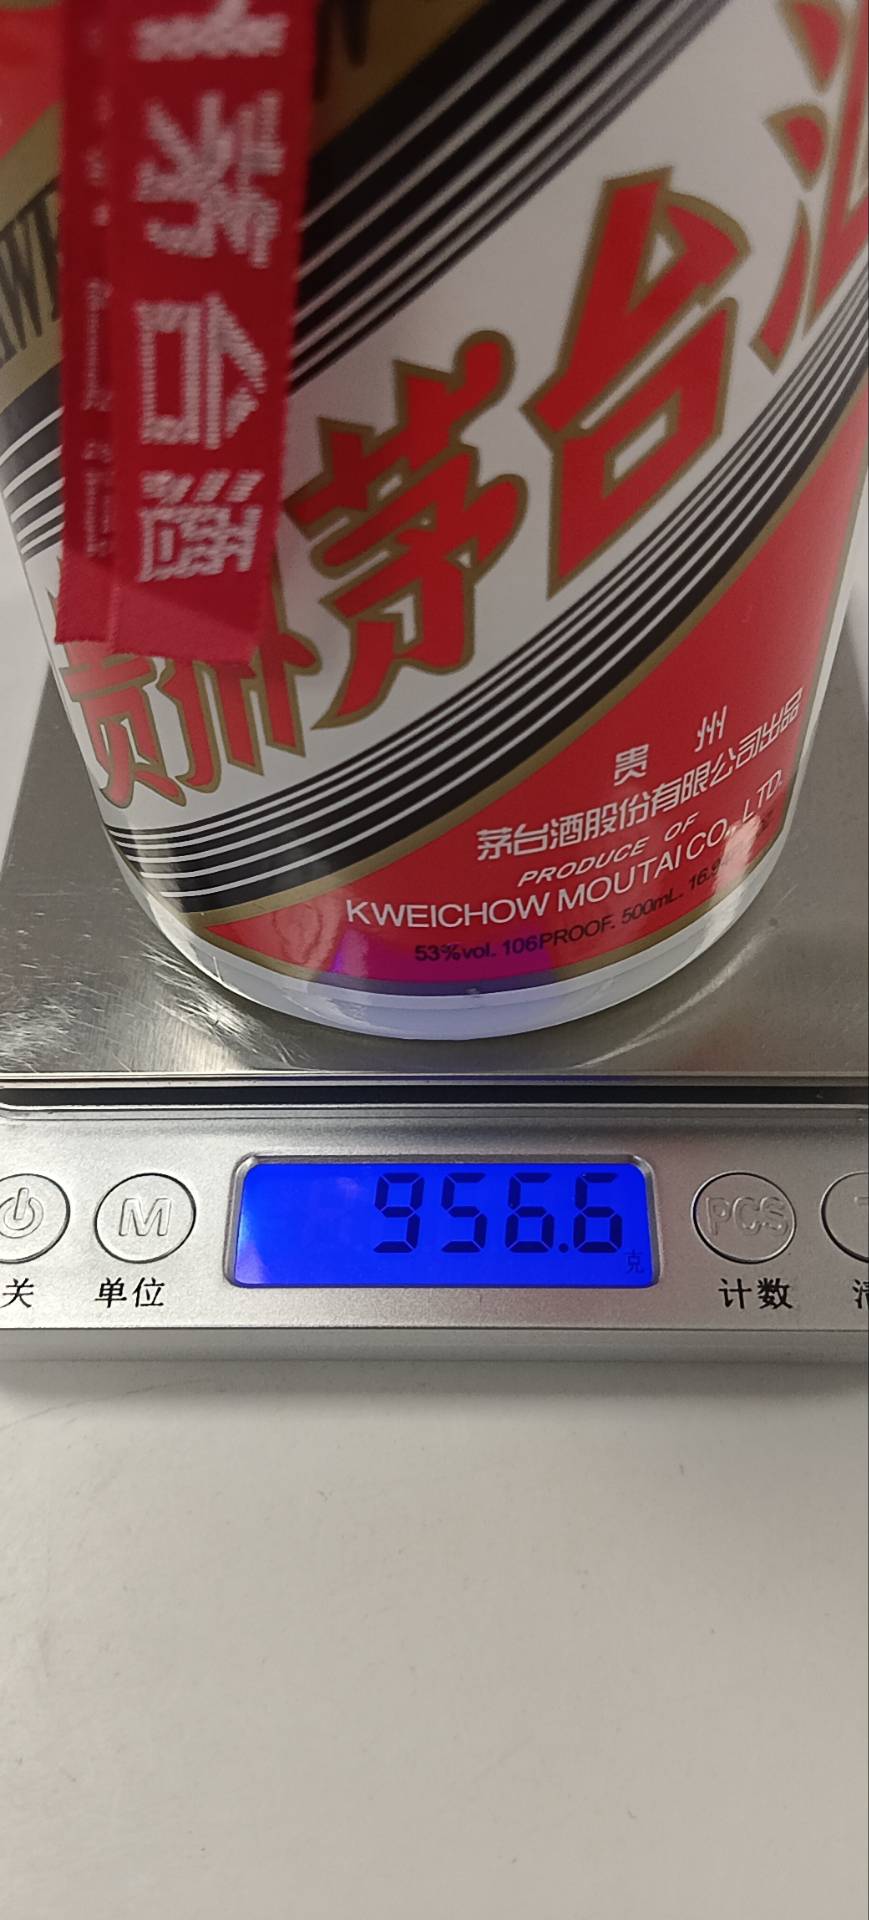 茅台酒
贵州茅台酒
贵州
茅台酒股份有限公司出品
PRODUCE OF
KWEICHOW MOUTAI CO., LTD.
53%vol. 106PROOF. 500mL. 16.9
956.6
克
M
PCS
关
单位
计数